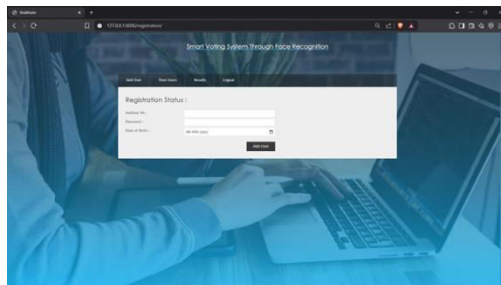 127.0.0.1:8000/registration/
Smart Voting System Through Face Recognition
Add User View Users Results Logout
Registration Status :
Aadhaar No :
Password :
Date of Birth :
dd-mm-yyyy
Add User